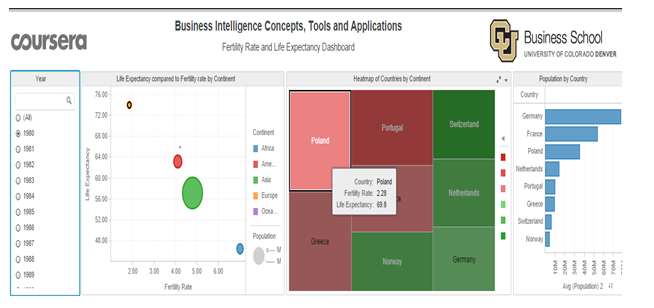 coursera
Business Intelligence Concepts, Tools and Applications
Fertility Rate and Life Expectancy Dashboard
CU
Business School
UNIVERSITY OF COLORADO DENVER
Year
(All)
1980
1981
1982
1983
1984
1985
1986
1987
1988
1989
Life Expectancy compared to Fertility rate by Continent
Life Expectancy
76.00
72.00
68.00
64.00
60.00
56.00
52.00
48.00
2.00 3.00 4.00 5.00 6.00
Fertility Rate
Continent
Africa
Ame...
Asia
Europe
Ocea...
Population
M
M
Heatmap of Countries by Continent
Poland
Portugal
Switzerland
Country: Poland
Fertility Rate: 2.28
Life Expectancy: 69.8
ce
Netherlands
Greece
Norway
Germany
Population by Country
Country
Germany
France
Poland
Netherlands
Portugal
Greece
Switzerland
Norway
10M 20M 30M 40M 50M 60M 70M
Avg (Population) 2